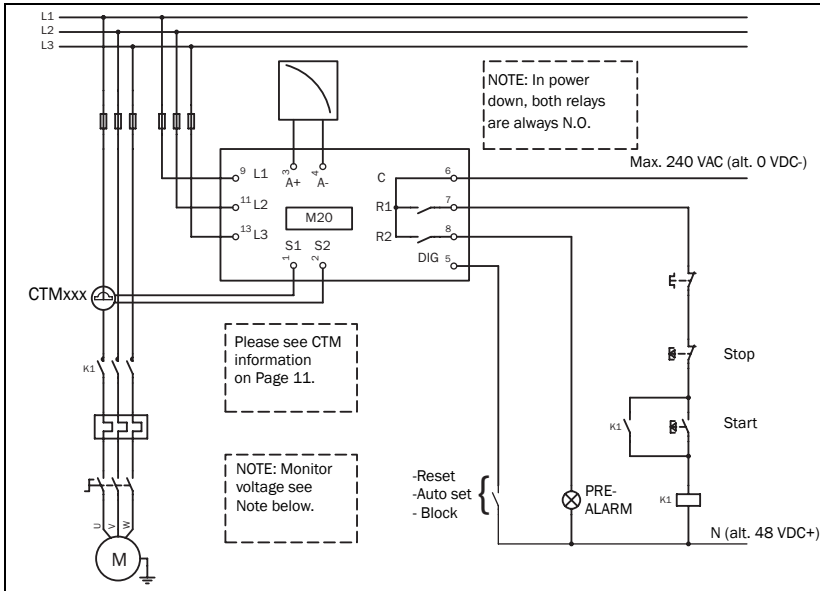 L1
L2
L3
NOTE: In power
down, both relays
are always N.O.
Max. 240 VAC (alt. 0 VDC-)
9 L1
3 A+
4 A-
C 6
11 L2
M20
R1 7
13 L3
R2 8
S1 1
S2 2
DIG 5
CTMxxx
Please see CTM
information
on Page 11.
K1
Stop
K1
Start
NOTE: Monitor
voltage see
Note below.
-Reset
-Auto set
- Block
PRE-
ALARM
K1
U V W
N (alt. 48 VDC+)
M